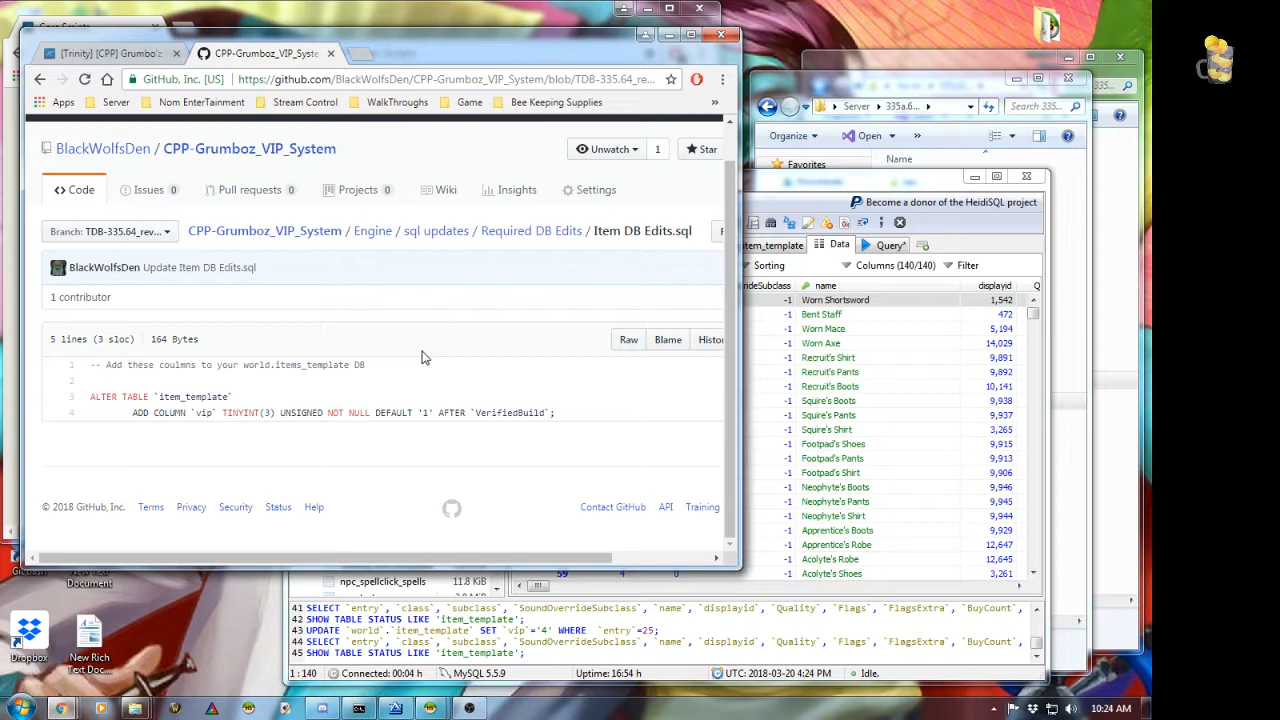 [Trinity] [CPP] Grumbo'z
CPP-Grumboz_VIP_Syste
GitHub, Inc. [US] https://github.com/BlackWolfsDen/CPP-Grumboz_VIP_System/blob/TDB-335.64_re...
Apps Server Nom EnterTainment Stream Control WalkThroughs Game Bee Keeping Supplies »
BlackWolfsDen / CPP-Grumboz_VIP_System
Unwatch 1 Star
Code Issues 0 Pull requests 0 Projects 0 Wiki Insights Settings
Branch: TDB-335.64_rev...
CPP-Grumboz_VIP_System / Engine / sql updates / Required DB Edits / Item DB Edits.sql
BlackWolfsDen Update Item DB Edits.sql
1 contributor
5 lines (3 sloc) 164 Bytes
Raw Blame Histor
1 -- Add these coulmns to your world.items_template DB
2
3 ALTER TABLE `item_template`
4 ADD COLUMN `vip` TINYINT(3) UNSIGNED NOT NULL DEFAULT '1' AFTER `VerifiedBuild`;
© 2018 GitHub, Inc. Terms Privacy Security Status Help
Contact GitHub API Training
Server 335a.6... Search 335...
335...
Organize Open »
Favorites Name
Become a donor of the HeidiSQL project
item_template Data Query*
Sorting Columns (140/140) Filter
rideSubclass name displayid Q
-1 Worn Shortsword 1,542
-1 Bent Staff 472
-1 Worn Mace 5,194
-1 Worn Axe 14,029
-1 Recruit's Shirt 9,891
-1 Recruit's Pants 9,892
-1 Recruit's Boots 10,141
-1 Squire's Boots 9,938
-1 Squire's Pants 9,937
-1 Squire's Shirt 3,265
-1 Footpad's Shoes 9,915
-1 Footpad's Pants 9,913
-1 Footpad's Shirt 9,906
-1 Neophyte's Boots 9,946
-1 Neophyte's Pants 9,945
-1 Neophyte's Shirt 9,944
-1 Apprentice's Boots 9,929
-1 Apprentice's Robe 12,647
-1 Acolyte's Robe 12,645
-1 Acolyte's Shoes 3,261
59 4 0
npc_spellclick_spells 11.8 KiB
41 SELECT `entry`, `class`, `subclass`, `SoundOverrideSubclass`, `name`, `displayid`, `Quality`, `Flags`, `FlagsExtra`, `BuyCount`,
42 SHOW TABLE STATUS LIKE 'item_template';
43 UPDATE `world`.`item_template` SET `vip`='4' WHERE `entry`=25;
44 SELECT `entry`, `class`, `subclass`, `SoundOverrideSubclass`, `name`, `displayid`, `Quality`, `Flags`, `FlagsExtra`, `BuyCount`,
45 SHOW TABLE STATUS LIKE 'item_template';
1 : 140 Connected: 00:04 h MySQL 5.5.9 Uptime: 16:54 h UTC: 2018-03-20 4:24 PM Idle.
New Text
Document
Dropbox
New Rich
Text Doc...
10:24 AM